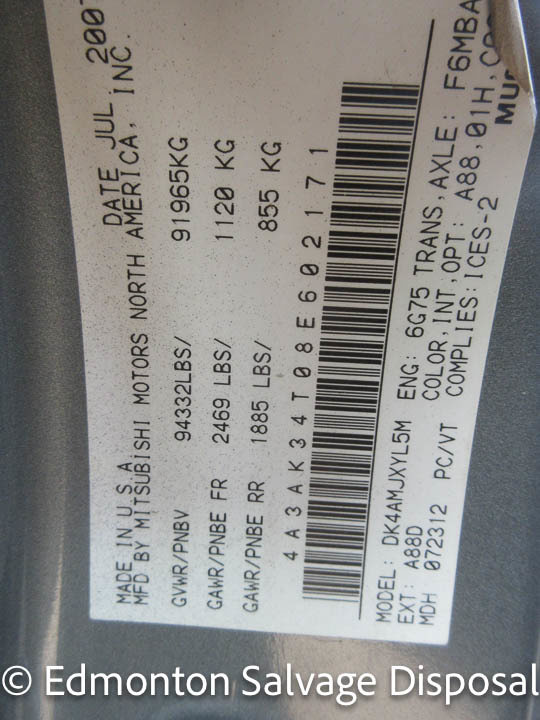 MADE IN U.S.A. DATE JUL, 200
MFD BY MITSUBISHI MOTORS NORTH AMERICA, INC.
GVWR/PNBV 94332LBS/ 91965KG
GAWR/PNBE FR 2469 LBS/ 1120 KG
GAWR/PNBE RR 1885 LBS/ 855 KG
4A3AK34T08E602171
MODEL: DK4AMJXYL5M ENG: 6G75 TRANS,AXLE: F6MBA
EXT: A88D COLOR,INT,OPT: A88,01H,
MDH 072312 PC/VT COMPLIES:ICES-2
© Edmonton Salvage Disposal